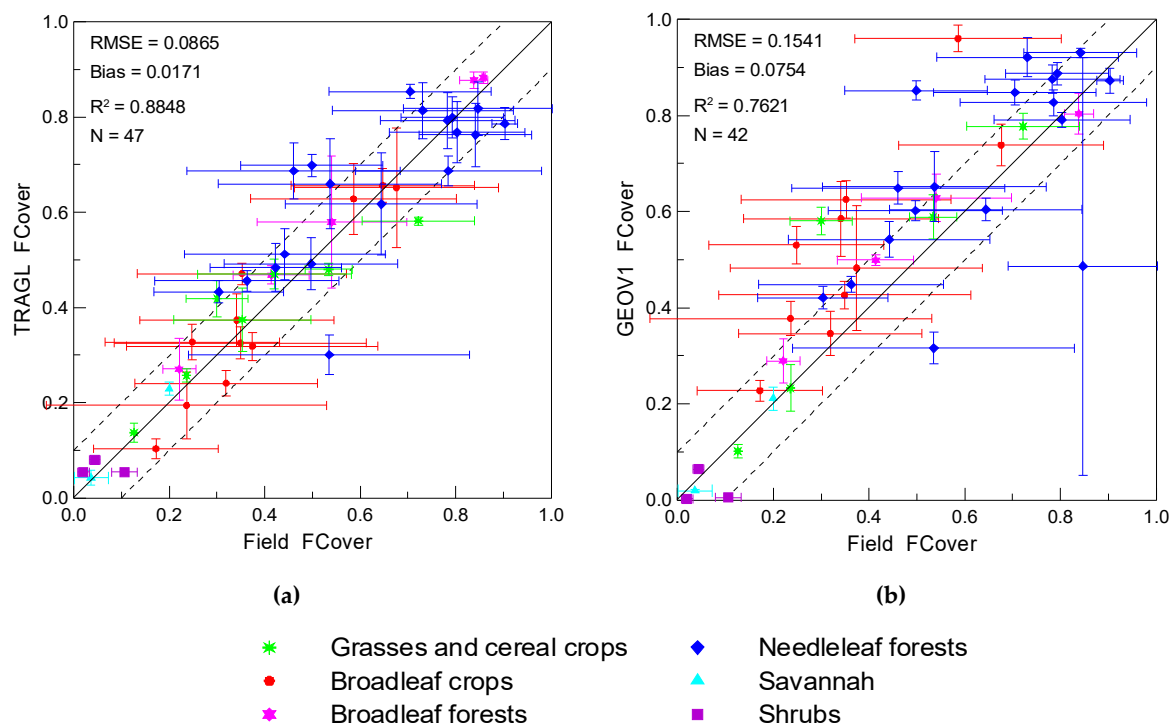 RMSE = 0.0865
Bias = 0.0171
R² = 0.8848
N = 47
1.0
0.8
0.6
0.4
0.2
0.0
TRAGL FCover
0.0 0.2 0.4 0.6 0.8 1.0
Field FCover
(a)
RMSE = 0.1541
Bias = 0.0754
R² = 0.7621
N = 42
1.0
0.8
0.6
0.4
0.2
0.0
GEOV1 FCover
0.0 0.2 0.4 0.6 0.8 1.0
Field FCover
(b)
Grasses and cereal crops
Broadleaf crops
Broadleaf forests
Needleleaf forests
Savannah
Shrubs